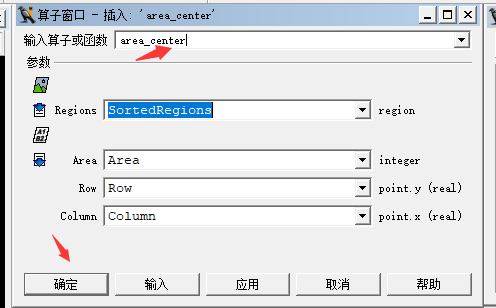 算子窗口 - 插入: 'area_center'
输入算子或函数 area_center
参数
Regions SortedRegions region
Area Area integer
Row Row point.y (real)
Column Column point.x (real)
确定 输入 应用 取消 帮助